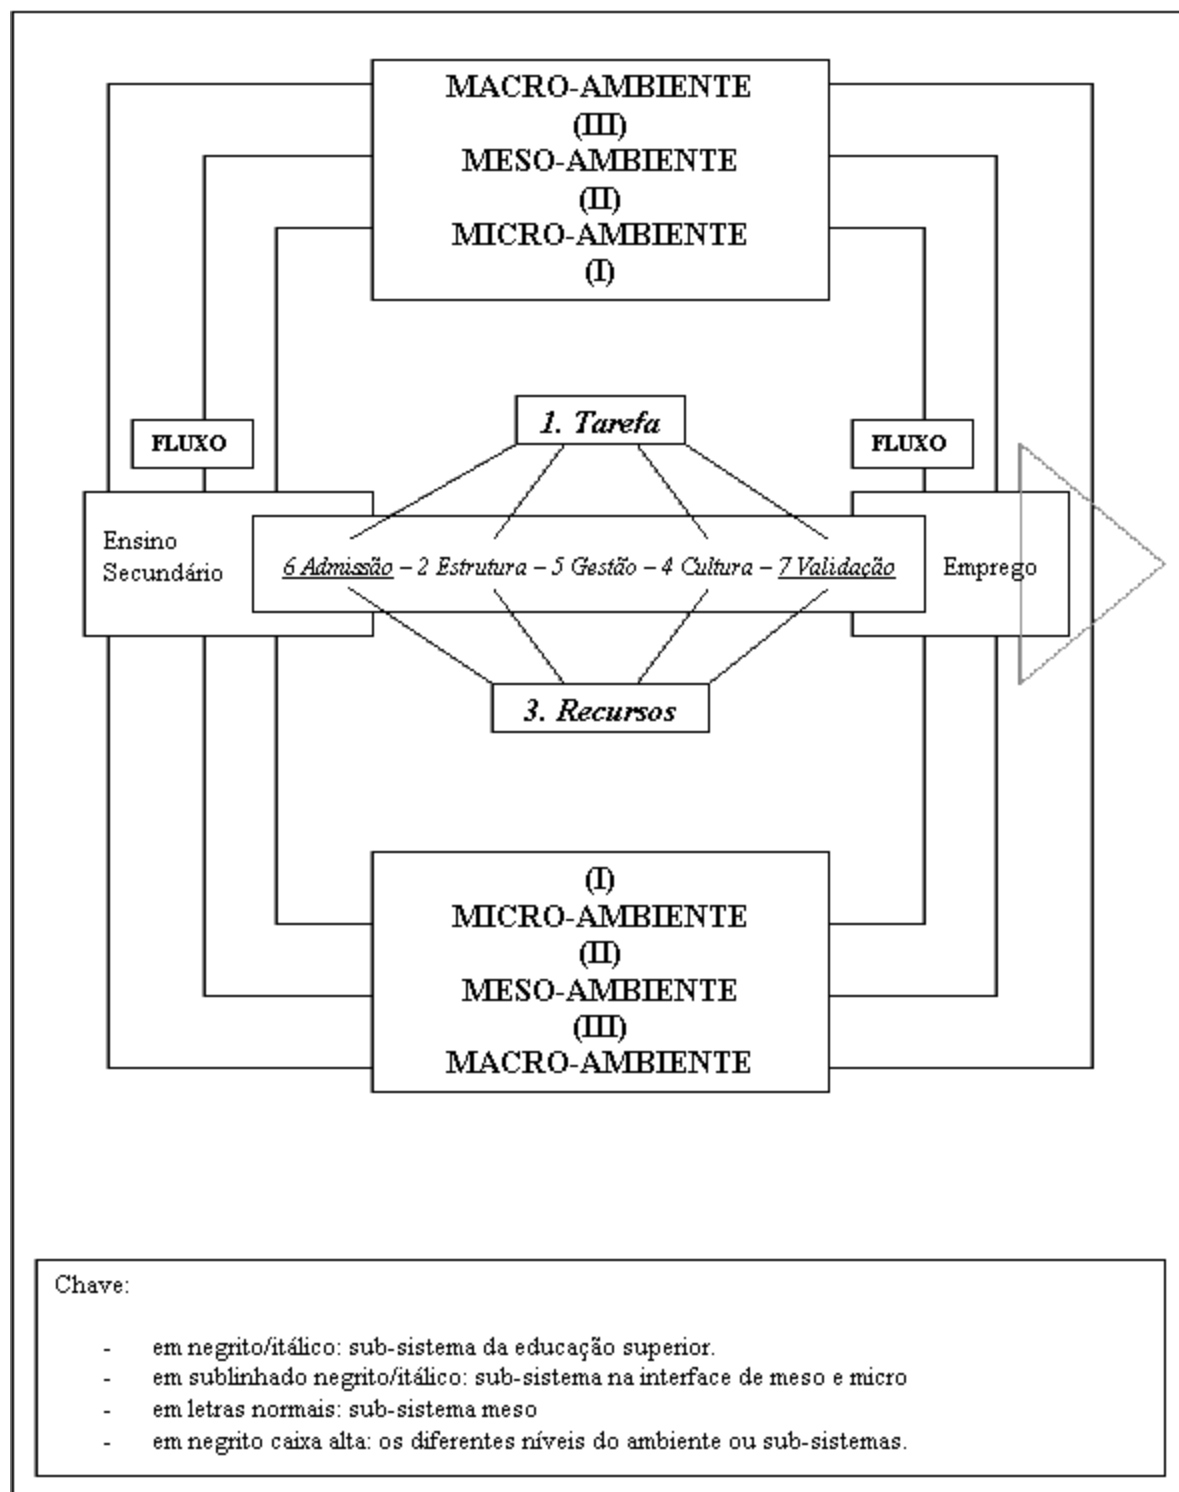 MACRO-AMBIENTE
(III)
MESO-AMBIENTE
(II)
MICRO-AMBIENTE
(I)
1. Tarefa
FLUXO
FLUXO
Ensino
Secundário
6 Admissão – 2 Estrutura – 5 Gestão – 4 Cultura – 7 Validação
Emprego
3. Recursos
(I)
MICRO-AMBIENTE
(II)
MESO-AMBIENTE
(III)
MACRO-AMBIENTE
Chave:
- em negrito/itálico: sub-sistema da educação superior.
- em sublinhado negrito/itálico: sub-sistema na interface de meso e micro
- em letras normais: sub-sistema meso
- em negrito caixa alta: os diferentes níveis do ambiente ou sub-sistemas.